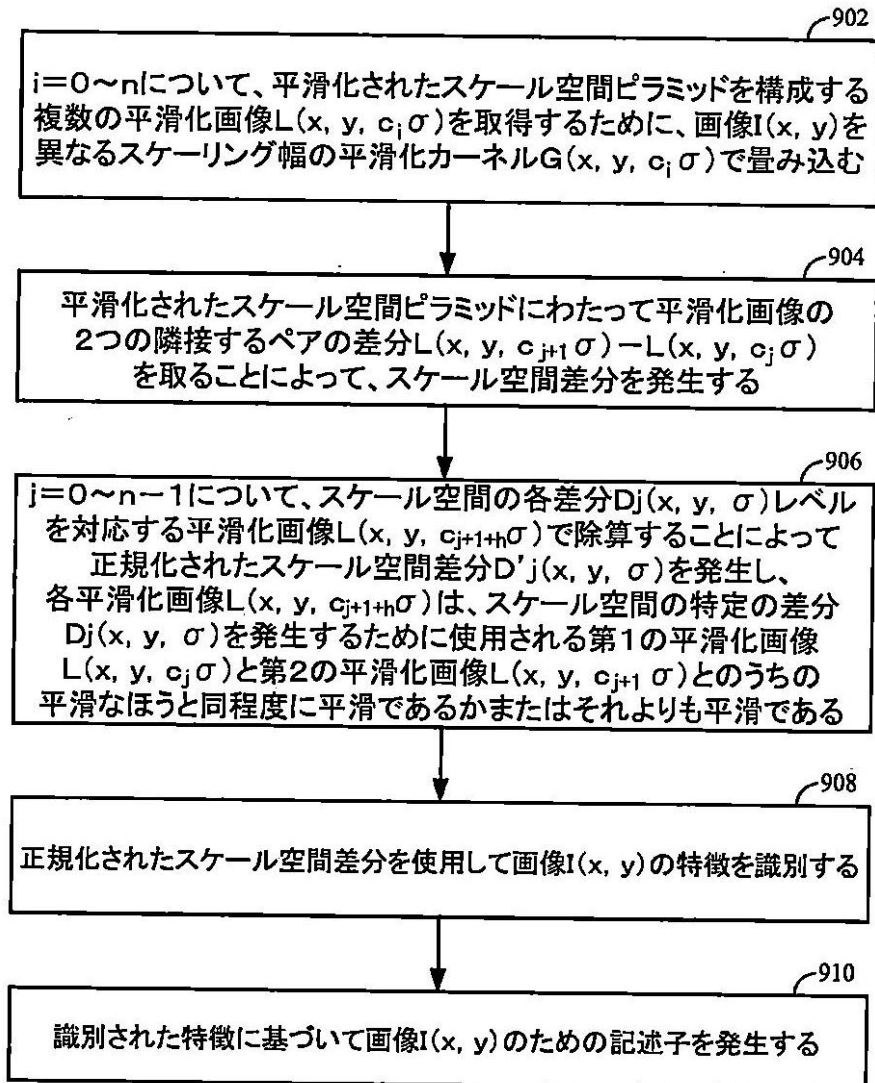 902
i=0~nについて、平滑化されたスケール空間ピラミッドを構成する
複数の平滑化画像L(x, y, ciσ)を取得するために、画像I(x, y)を
異なるスケーリング幅の平滑化カーネルG(x, y, ciσ)で畳み込む
904
平滑化されたスケール空間ピラミッドにわたって平滑化画像の
2つの隣接するペアの差分L(x, y, cj+1σ)-L(x, y, cjσ)
を取ることによって、スケール空間差分を発生する
906
j=0~n-1について、スケール空間の各差分Dj(x, y, σ)レベル
を対応する平滑化画像L(x, y, cj+1+hσ)で除算することによって
正規化されたスケール空間差分D'j(x, y, σ)を発生し、
各平滑化画像L(x, y, cj+1+hσ)は、スケール空間の特定の差分
Dj(x, y, σ)を発生するために使用される第1の平滑化画像
L(x, y, cjσ)と第2の平滑化画像L(x, y, cj+1σ)とのうちの
平滑なほうと同程度に平滑であるかまたはそれよりも平滑である
908
正規化されたスケール空間差分を使用して画像I(x, y)の特徴を識別する
910
識別された特徴に基づいて画像I(x, y)のための記述子を発生する